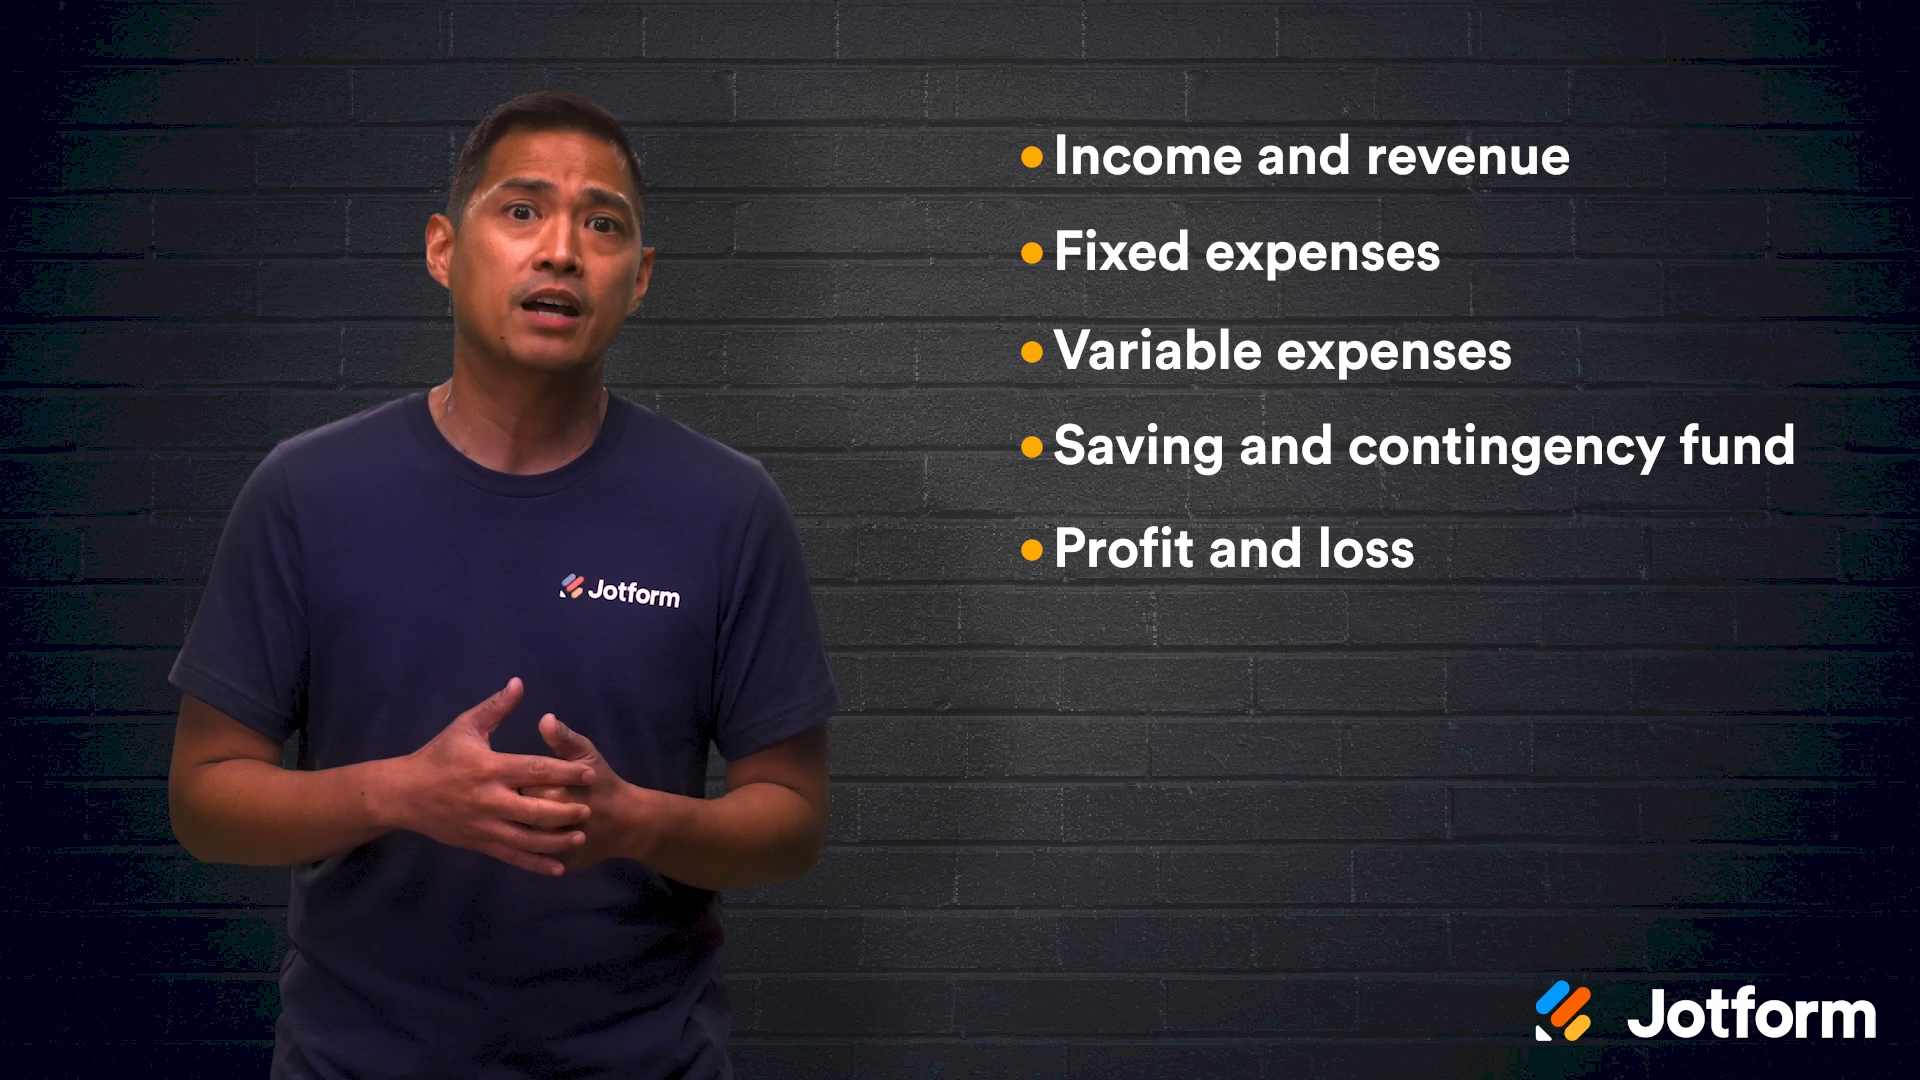 Income and revenue
Fixed expenses
Variable expenses
Saving and contingency fund
Profit and loss
Jotform
Jotform